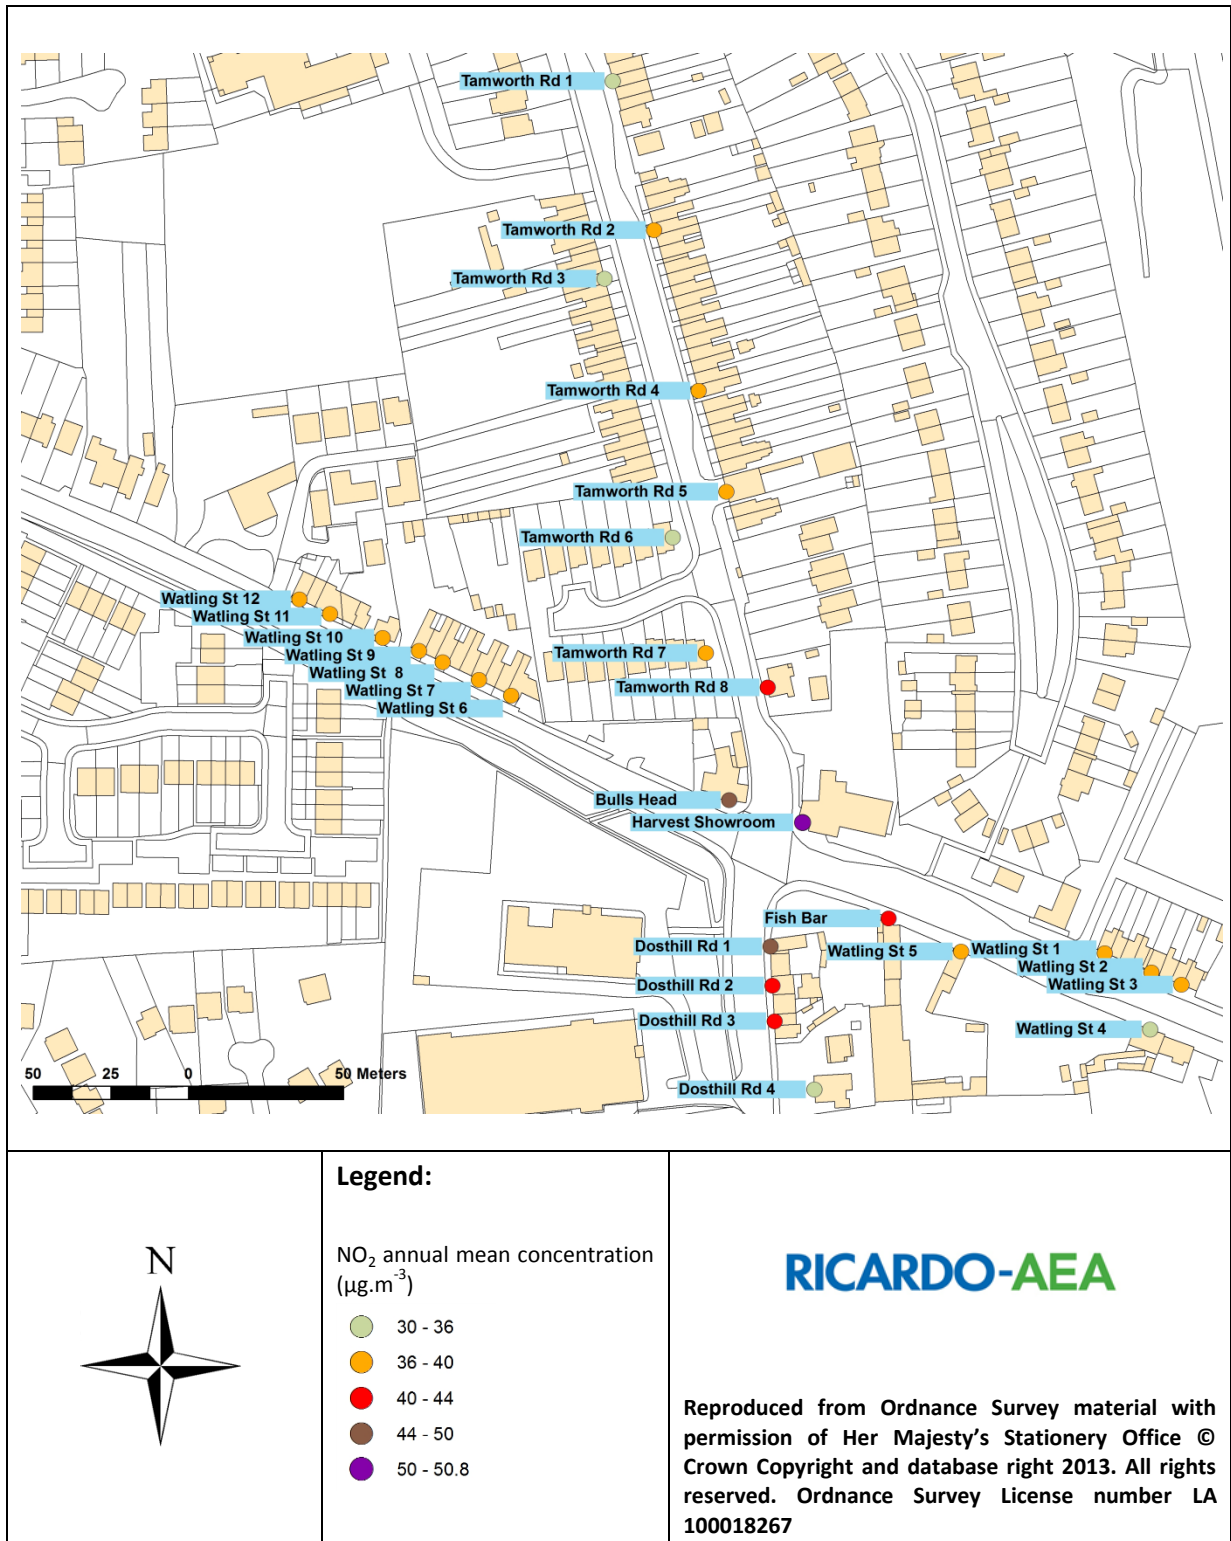 Tamworth Rd 1
Tamworth Rd 2
Tamworth Rd 3
Tamworth Rd 4
Tamworth Rd 5
Tamworth Rd 6
Watling St 12
Watling St 11
Watling St 10
Watling St 9
Watling St 8
Watling St 7
Watling St 6
Tamworth Rd 7
Tamworth Rd 8
Bulls Head
Harvest Showroom
Fish Bar
Dosthill Rd 1
Watling St 5
Watling St 1
Watling St 2
Watling St 3
Dosthill Rd 2
Dosthill Rd 3
Watling St 4
Dosthill Rd 4
50 25 0 50 Meters
N
Legend:
NO₂ annual mean concentration
(µg.m⁻³)
30 - 36
36 - 40
40 - 44
44 - 50
50 - 50.8
RICARDO-AEA
Reproduced from Ordnance Survey material with
permission of Her Majesty’s Stationery Office ©
Crown Copyright and database right 2013. All rights
reserved. Ordnance Survey License number LA
100018267